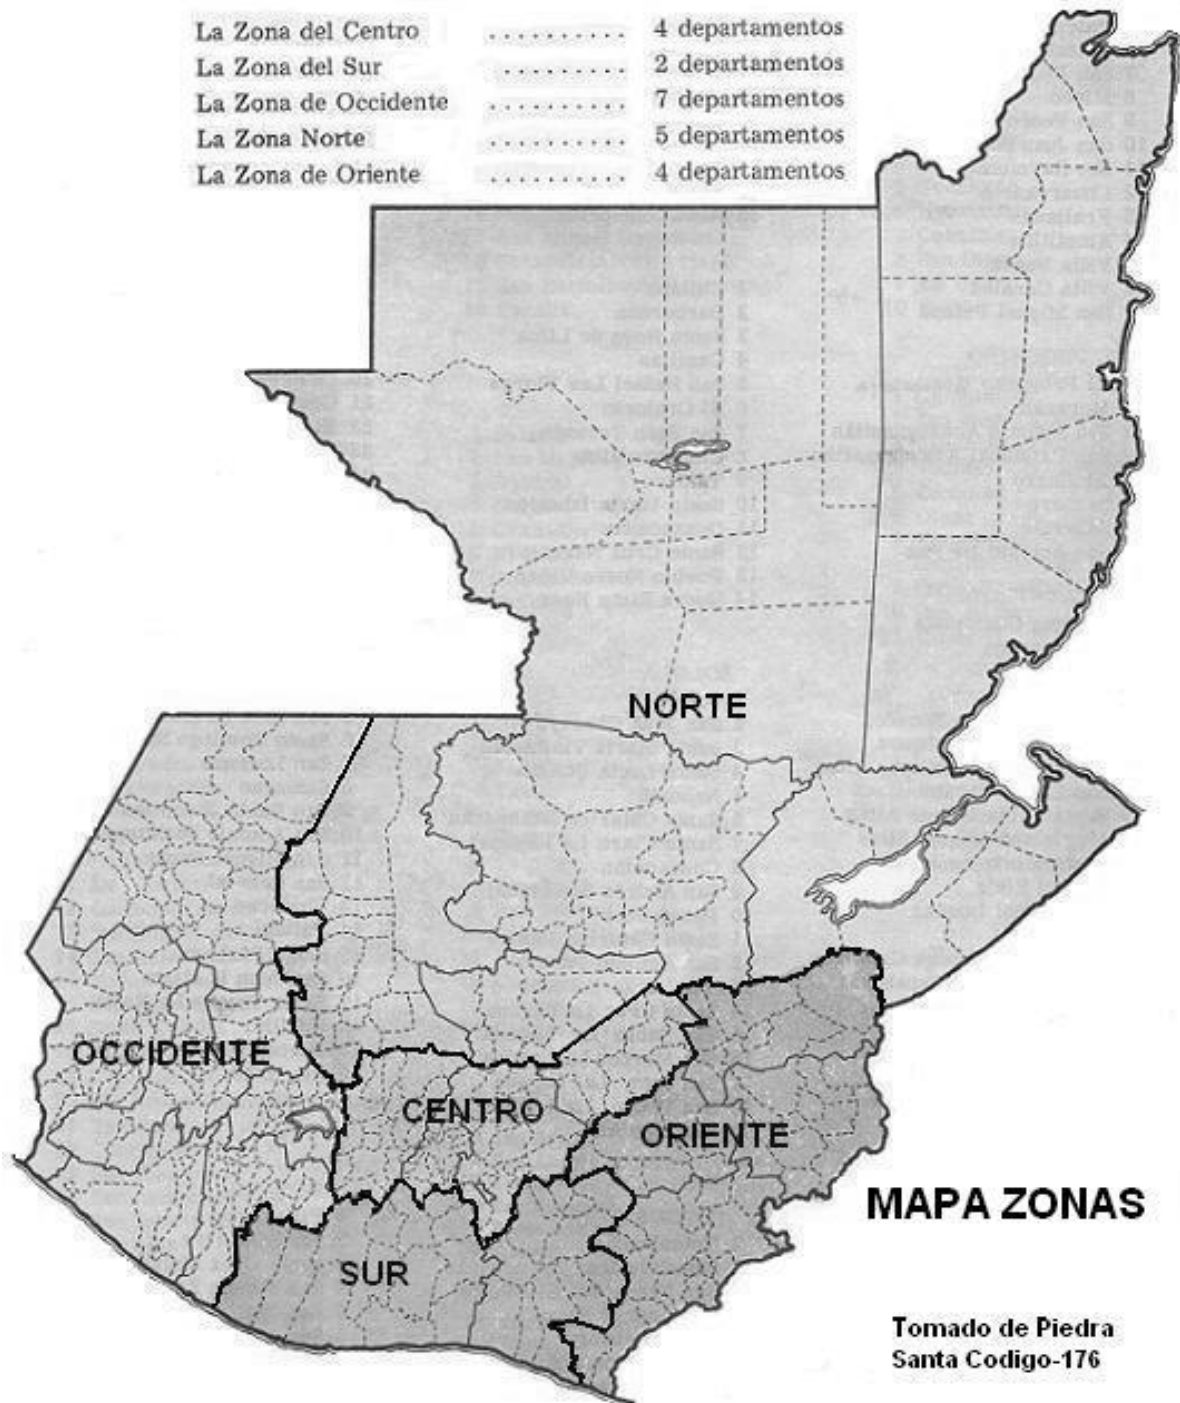 La Zona del Centro .......... 4 departamentos
La Zona del Sur ........ 2 departamentos
La Zona de Occidente .......... 7 departamentos
La Zona Norte .......... 5 departamentos
La Zona de Oriente .......... 4 departamentos
NORTE
OCCIDENTE
CENTRO
ORIENTE
MAPA ZONAS
SUR
Tomado de Piedra
Santa Codigo-176